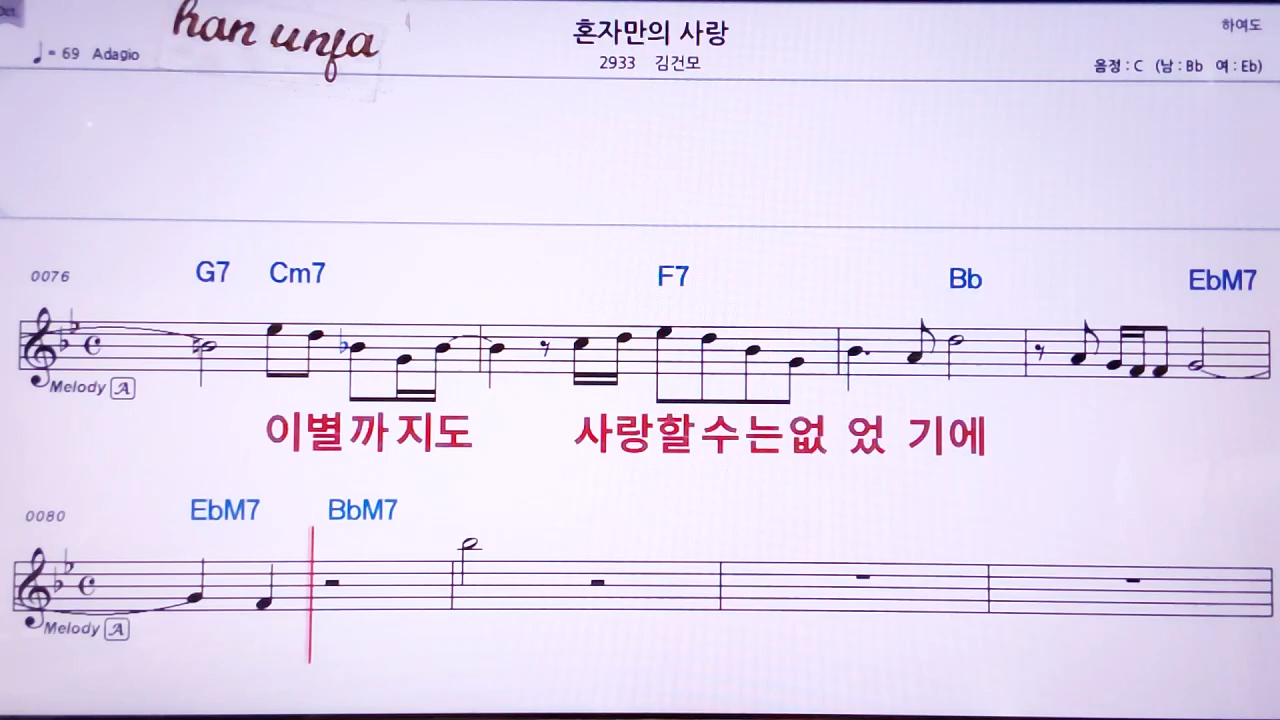 han unja
혼자만의 사랑
하여도
♩= 69 Adagio
2933 김건모
음정 : C (남 : Bb 여 : Eb)
0076 G7 Cm7 F7 Bb EbM7
Melody A
이별까지도 사랑할수는없 었 기에
0080 EbM7 BbM7
Melody A